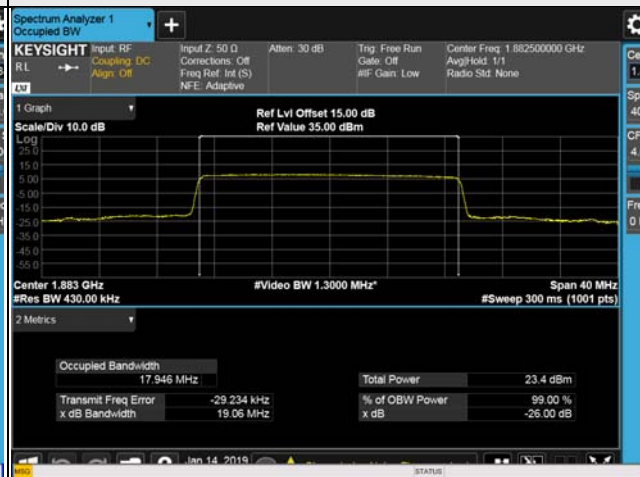 Spectrum Analyzer 1
Occupied BW
+
KEYSIGHT Input: RF Input Z: 50 Ω Atten: 30 dB Trig: Free Run Center Freq: 1.882500000 GHz
RL Coupling: DC Corrections: Off Gate: Off Avg|Hold: 1/1
Align: Off Freq Ref: Int (S) #IF Gain: Low Radio Std: None
NFE: Adaptive
LXI
1 Graph
Ref Lvl Offset 15.00 dB
Scale/Div 10.0 dB Ref Value 35.00 dBm
Log
25.0
15.0
5.00
-5.00
-15.0
-25.0
-35.0
-45.0
-55.0
Center 1.883 GHz #Video BW 1.3000 MHz* Span 40 MHz
#Res BW 430.00 kHz #Sweep 300 ms (1001 pts)
2 Metrics
Occupied Bandwidth
17.946 MHz Total Power 23.4 dBm
Transmit Freq Error -29.234 kHz % of OBW Power 99.00 %
x dB Bandwidth 19.06 MHz x dB -26.00 dB
Jan 14, 2019
MSG STATUS